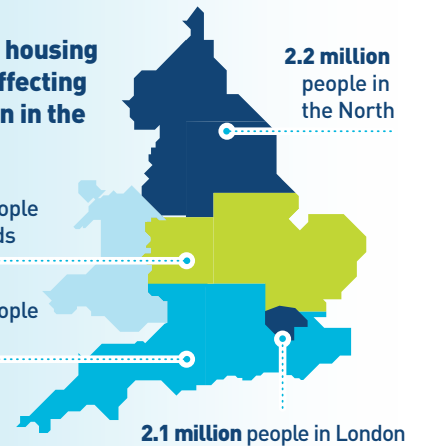 housing
ffecting
n in the
2.2 million
people in
the North
ople
ds
ople
2.1 million people in London